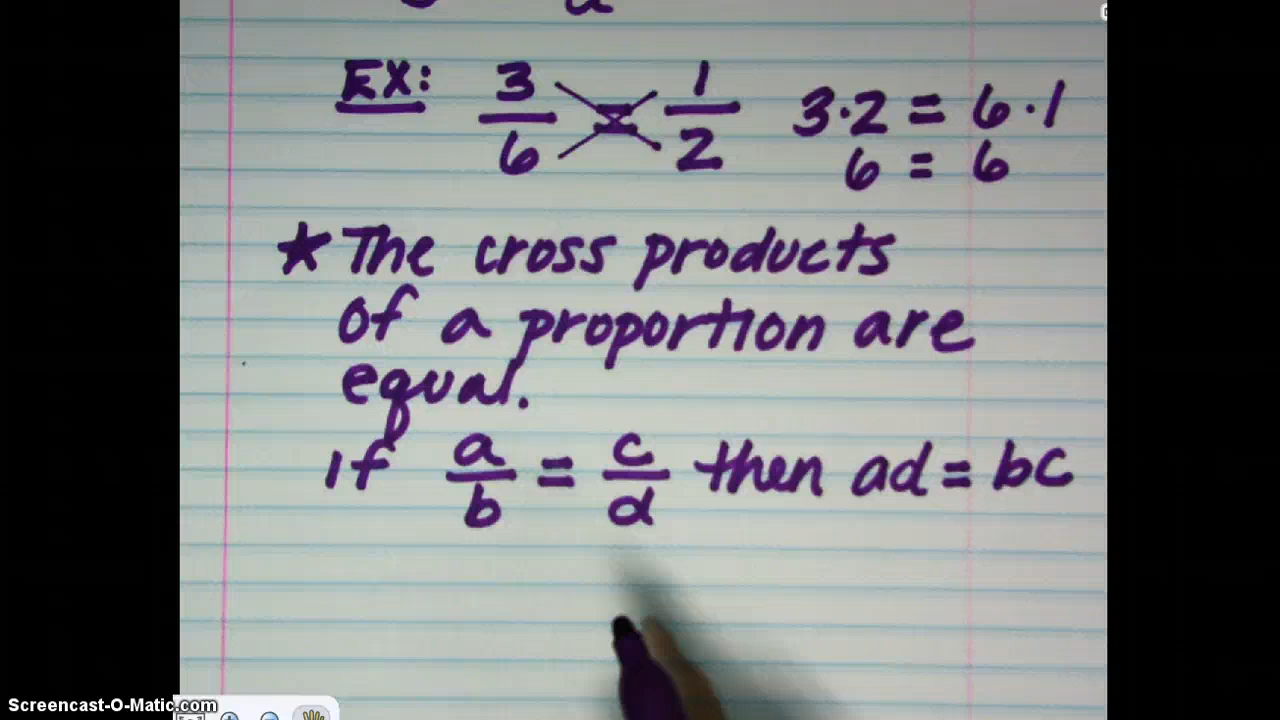 EX: 3/6 = 1/2 3·2 = 6·1
6 = 6
★ The cross products
of a proportion are
equal.
If a/b = c/d then ad = bc
Screencast-O-Matic.com